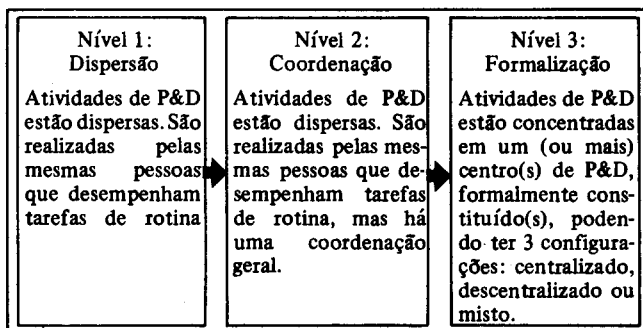 Nível 1:
Dispersão
Atividades de P&D
estão dispersas. São
realizadas pelas
mesmas pessoas
que desempenham
tarefas de rotina
Nível 2:
Coordenação
Atividades de P&D
estão dispersas. São
realizadas pelas mes-
mas pessoas que de-
sempenham tarefas
de rotina, mas há
uma coordenação
geral.
Nível 3:
Formalização
Atividades de P&D
estão concentradas
em um (ou mais)
centro(s) de P&D,
formalmente cons-
tituído(s), poden-
do ter 3 configura-
ções: centralizado,
descentralizado ou
misto.